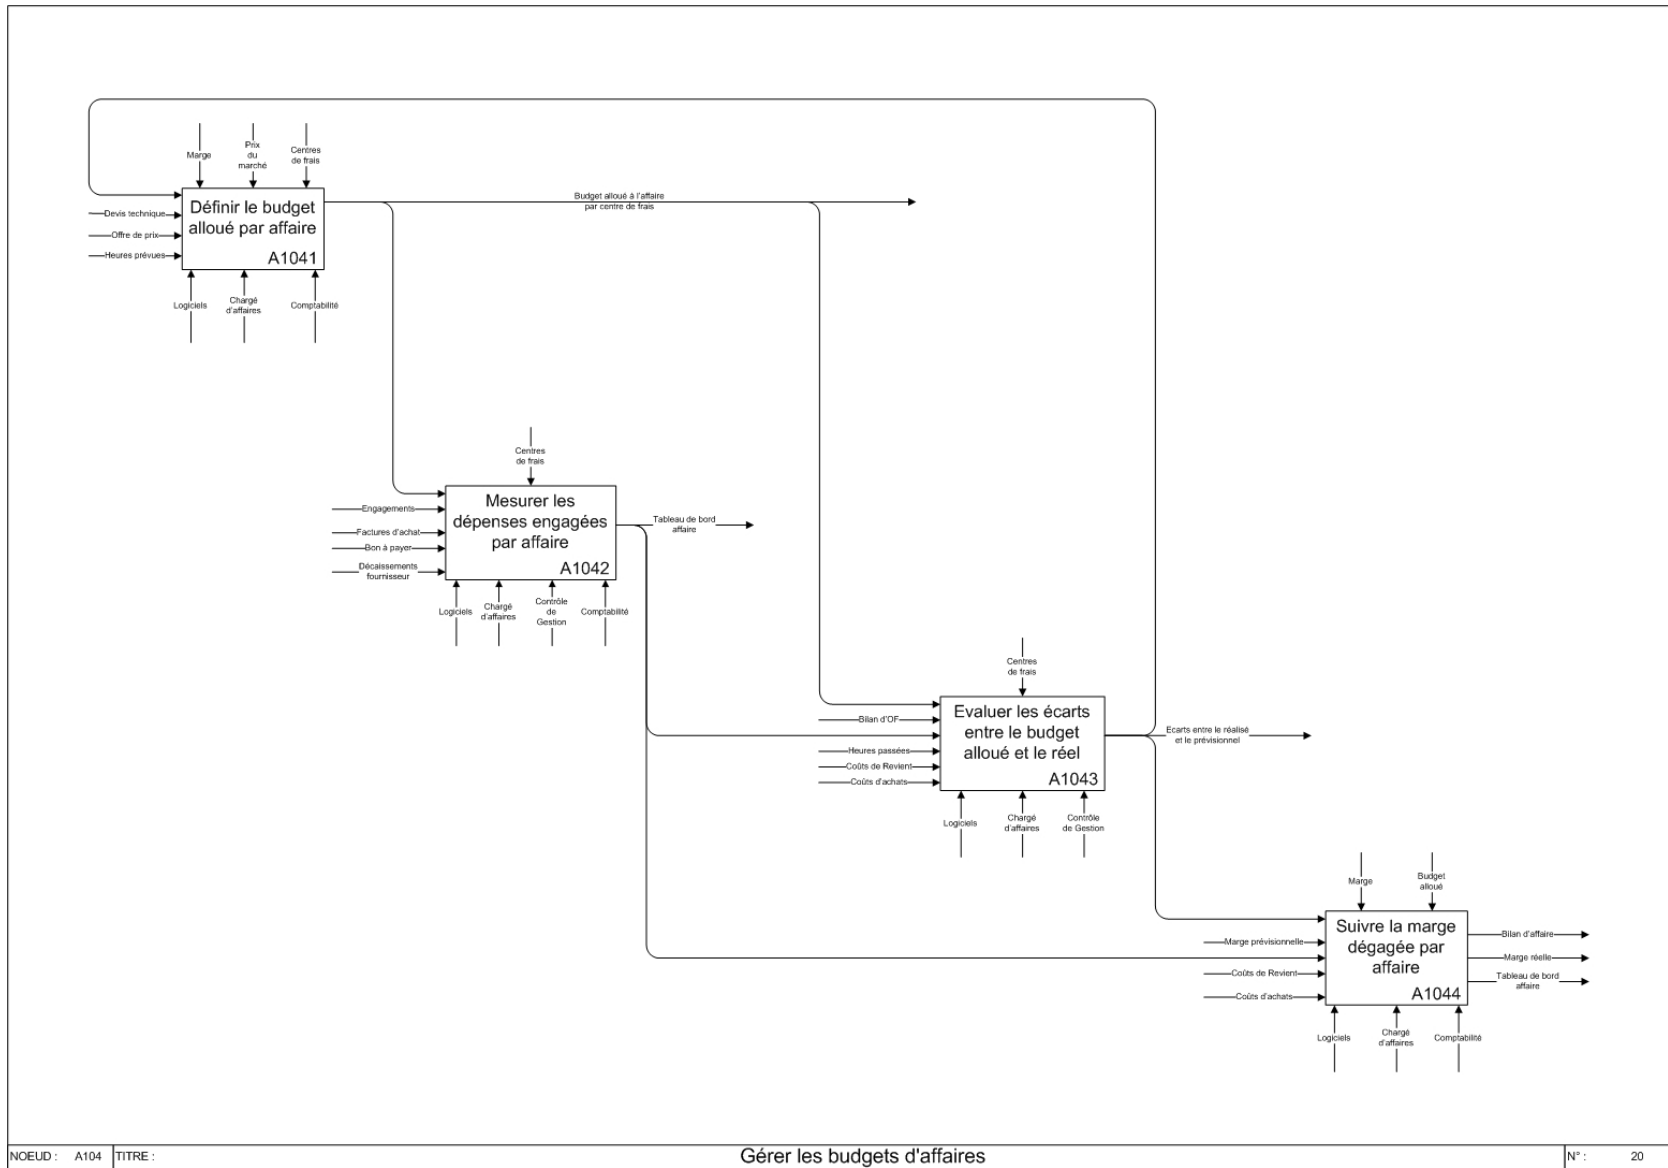 Marge
Prix
du
marché
Centres
de frais
Définir le budget
alloué par affaire
A1041
Devis technique
Offre de prix
Heures prévues
Logiciels
Chargé
d'affaires
Comptabilité
Budget alloué à l'affaire
par centre de frais
Centres
de frais
Mesurer les
dépenses engagées
par affaire
A1042
Engagements
Factures d'achat
Bon à payer
Décaissements
fournisseur
Logiciels
Chargé
d'affaires
Contrôle
de
Gestion
Comptabilité
Tableau de bord
affaire
Centres
de frais
Evaluer les écarts
entre le budget
alloué et le réel
A1043
Bilan d'OF
Heures passées
Coûts de Revient
Coûts d'achats
Logiciels
Chargé
d'affaires
Contrôle
de Gestion
Ecarts entre le réalisé
et le prévisionnel
Marge
Budget
alloué
Suivre la marge
dégagée par
affaire
A1044
Marge prévisionnelle
Coûts de Revient
Coûts d'achats
Logiciels
Chargé
d'affaires
Comptabilité
Bilan d'affaire
Marge réelle
Tableau de bord
affaire
NOEUD : A104 TITRE : Gérer les budgets d'affaires N° : 20